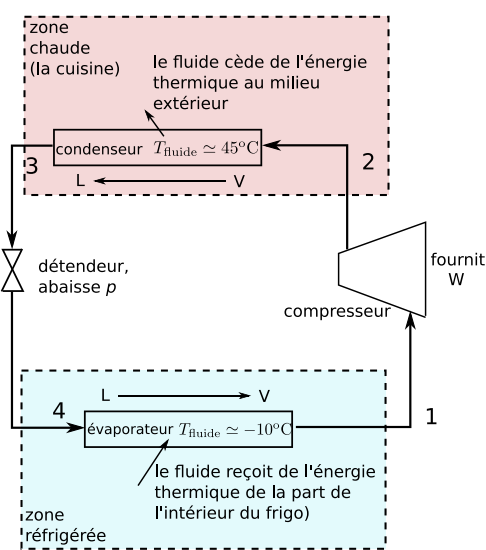 zone
chaude
(la cuisine)
le fluide cède de l'énergie
thermique au milieu
extérieur
condenseur T_fluide ≃ 45°C
3
2
L
V
détendeur,
abaisse p
fournit
W
compresseur
L
V
4
1
évaporateur T_fluide ≃ −10°C
le fluide reçoit de l'énergie
thermique de la part de
l'intérieur du frigo)
zone
réfrigérée